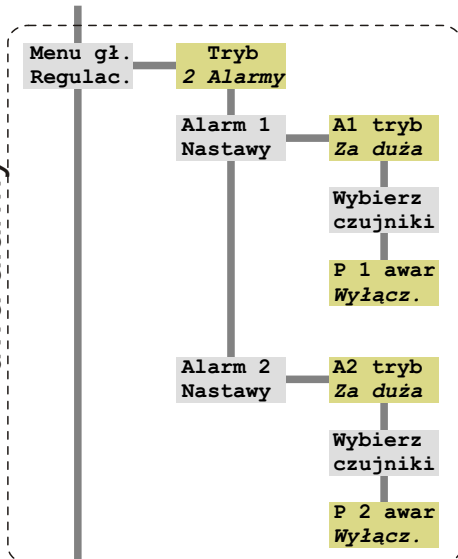 Menu gł.
Regulac.
Tryb
2 Alarmy
Alarm 1
Nastawy
A1 tryb
Za duża
Wybierz
czujniki
P 1 awar
Wyłącz.
Alarm 2
Nastawy
A2 tryb
Za duża
Wybierz
czujniki
P 2 awar
Wyłącz.